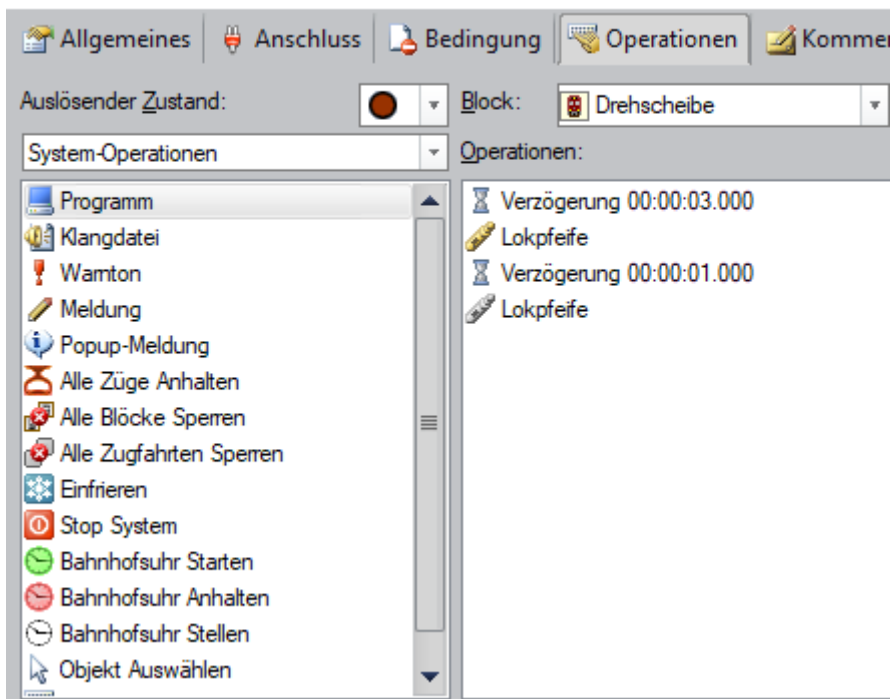 Allgemeines Anschluss Bedingung Operationen Kommer
Auslösender Zustand: Block: Drehscheibe
System-Operationen Operationen:
Programm
Klangdatei
Warnton
Meldung
Popup-Meldung
Alle Züge Anhalten
Alle Blöcke Sperren
Alle Zugfahrten Sperren
Einfrieren
Stop System
Bahnhofsuhr Starten
Bahnhofsuhr Anhalten
Bahnhofsuhr Stellen
Objekt Auswählen
Verzögerung 00:00:03.000
Lokpfeife
Verzögerung 00:00:01.000
Lokpfeife